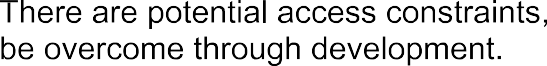 There are potential access constraints,
be overcome through development.